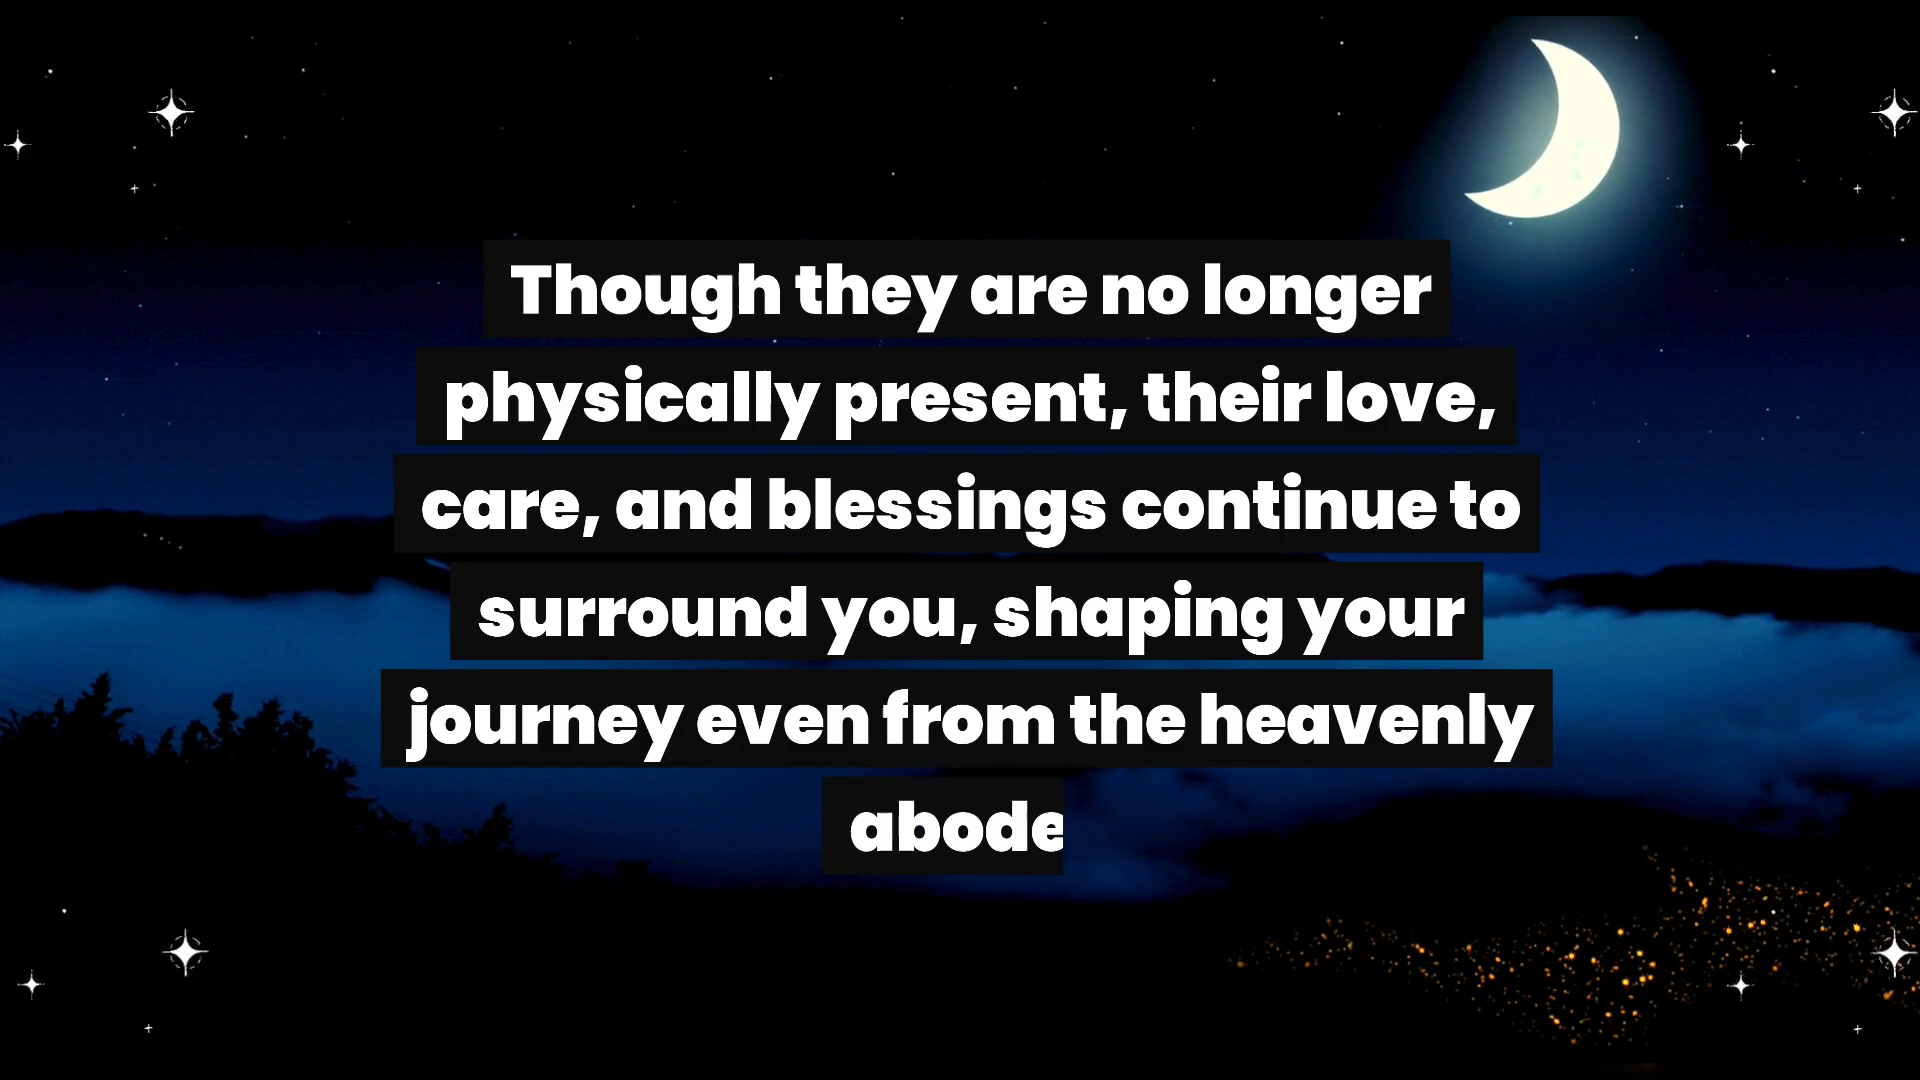 Though they are no longer
physically present, their love,
care, and blessings continue to
surround you, shaping your
journey even from the heavenly
abode